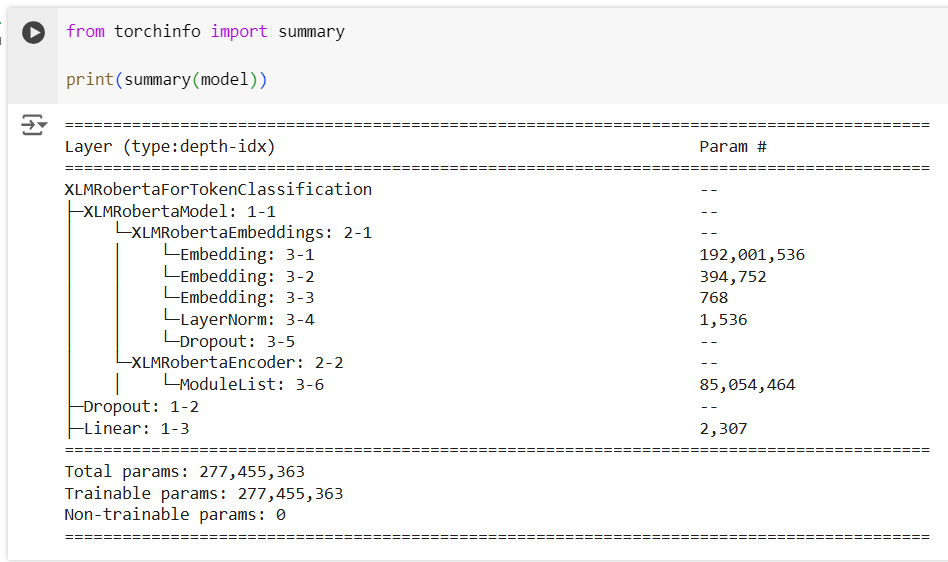 from torchinfo import summary
print(summary(model))
==========================================================================================
Layer (type:depth-idx)                                            Param #
==========================================================================================
XLMRobertaForTokenClassification                                  --
├─XLMRobertaModel: 1-1                                            --
│    └─XLMRobertaEmbeddings: 2-1                                  --
│    │    └─Embedding: 3-1                                        192,001,536
│    │    └─Embedding: 3-2                                        394,752
│    │    └─Embedding: 3-3                                        768
│    │    └─LayerNorm: 3-4                                        1,536
│    │    └─Dropout: 3-5                                          --
│    └─XLMRobertaEncoder: 2-2                                     --
│    │    └─ModuleList: 3-6                                       85,054,464
├─Dropout: 1-2                                                    --
├─Linear: 1-3                                                     2,307
==========================================================================================
Total params: 277,455,363
Trainable params: 277,455,363
Non-trainable params: 0
==========================================================================================